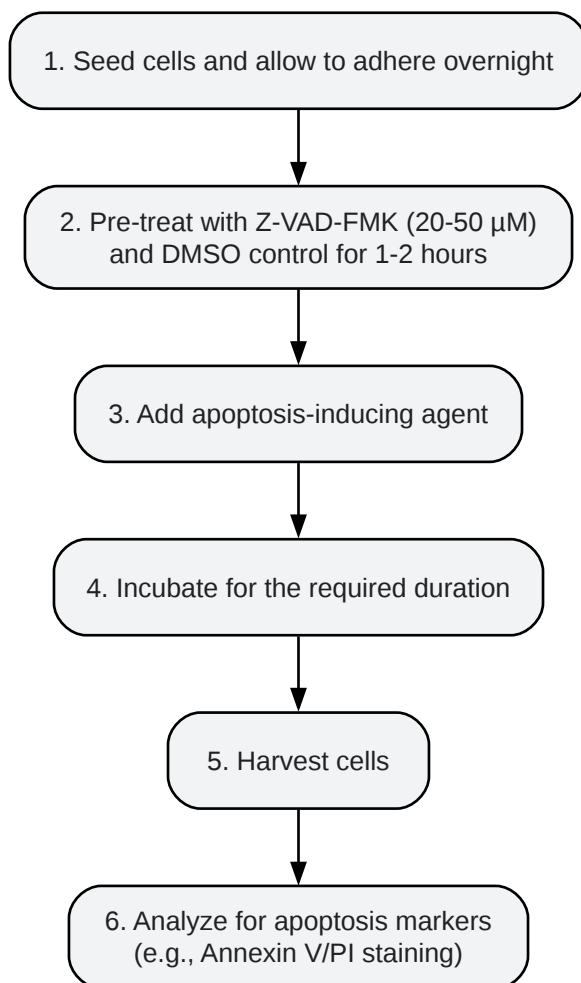 1. Seed cells and allow to adhere overnight
2. Pre-treat with Z-VAD-FMK (20-50 µM)
and DMSO control for 1-2 hours
3. Add apoptosis-inducing agent
4. Incubate for the required duration
5. Harvest cells
6. Analyze for apoptosis markers
(e.g., Annexin V/PI staining)